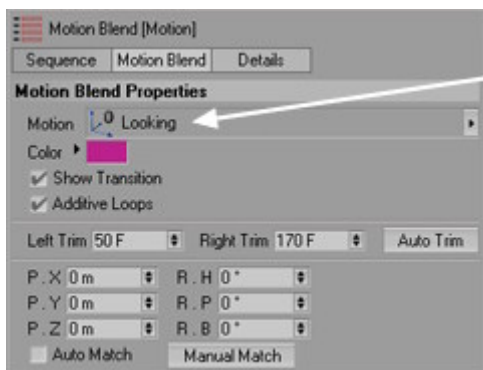 Motion Blend [Motion]
Sequence Motion Blend Details
Motion Blend Properties
Motion Looking
Color
Show Transition
Additive Loops
Left Trim 50 F Right Trim 170 F Auto Trim
P . X 0 m R . H 0 °
P . Y 0 m R . P 0 °
P . Z 0 m R . B 0 °
Auto Match Manual Match